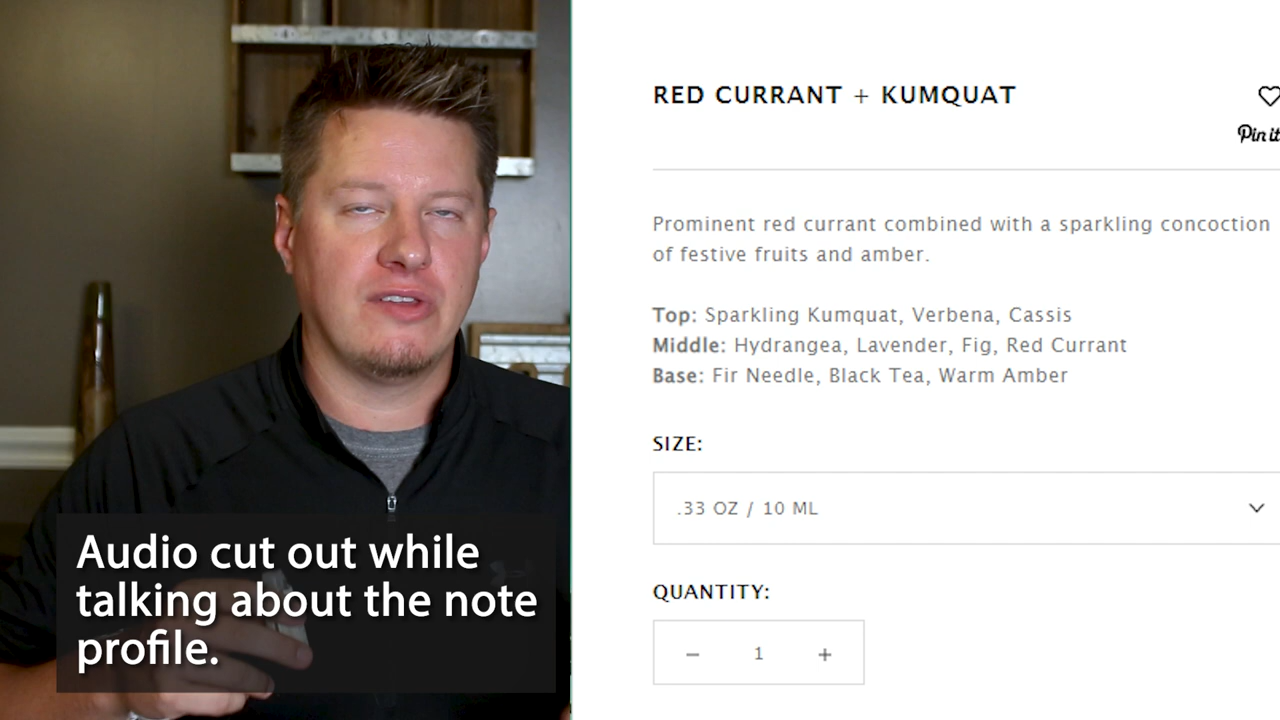 RED CURRANT + KUMQUAT
Pin it
Prominent red currant combined with a sparkling concoction
of festive fruits and amber.
Top: Sparkling Kumquat, Verbena, Cassis
Middle: Hydrangea, Lavender, Fig, Red Currant
Base: Fir Needle, Black Tea, Warm Amber
SIZE:
.33 OZ / 10 ML
QUANTITY:
− 1 +
Audio cut out while
talking about the note
profile.